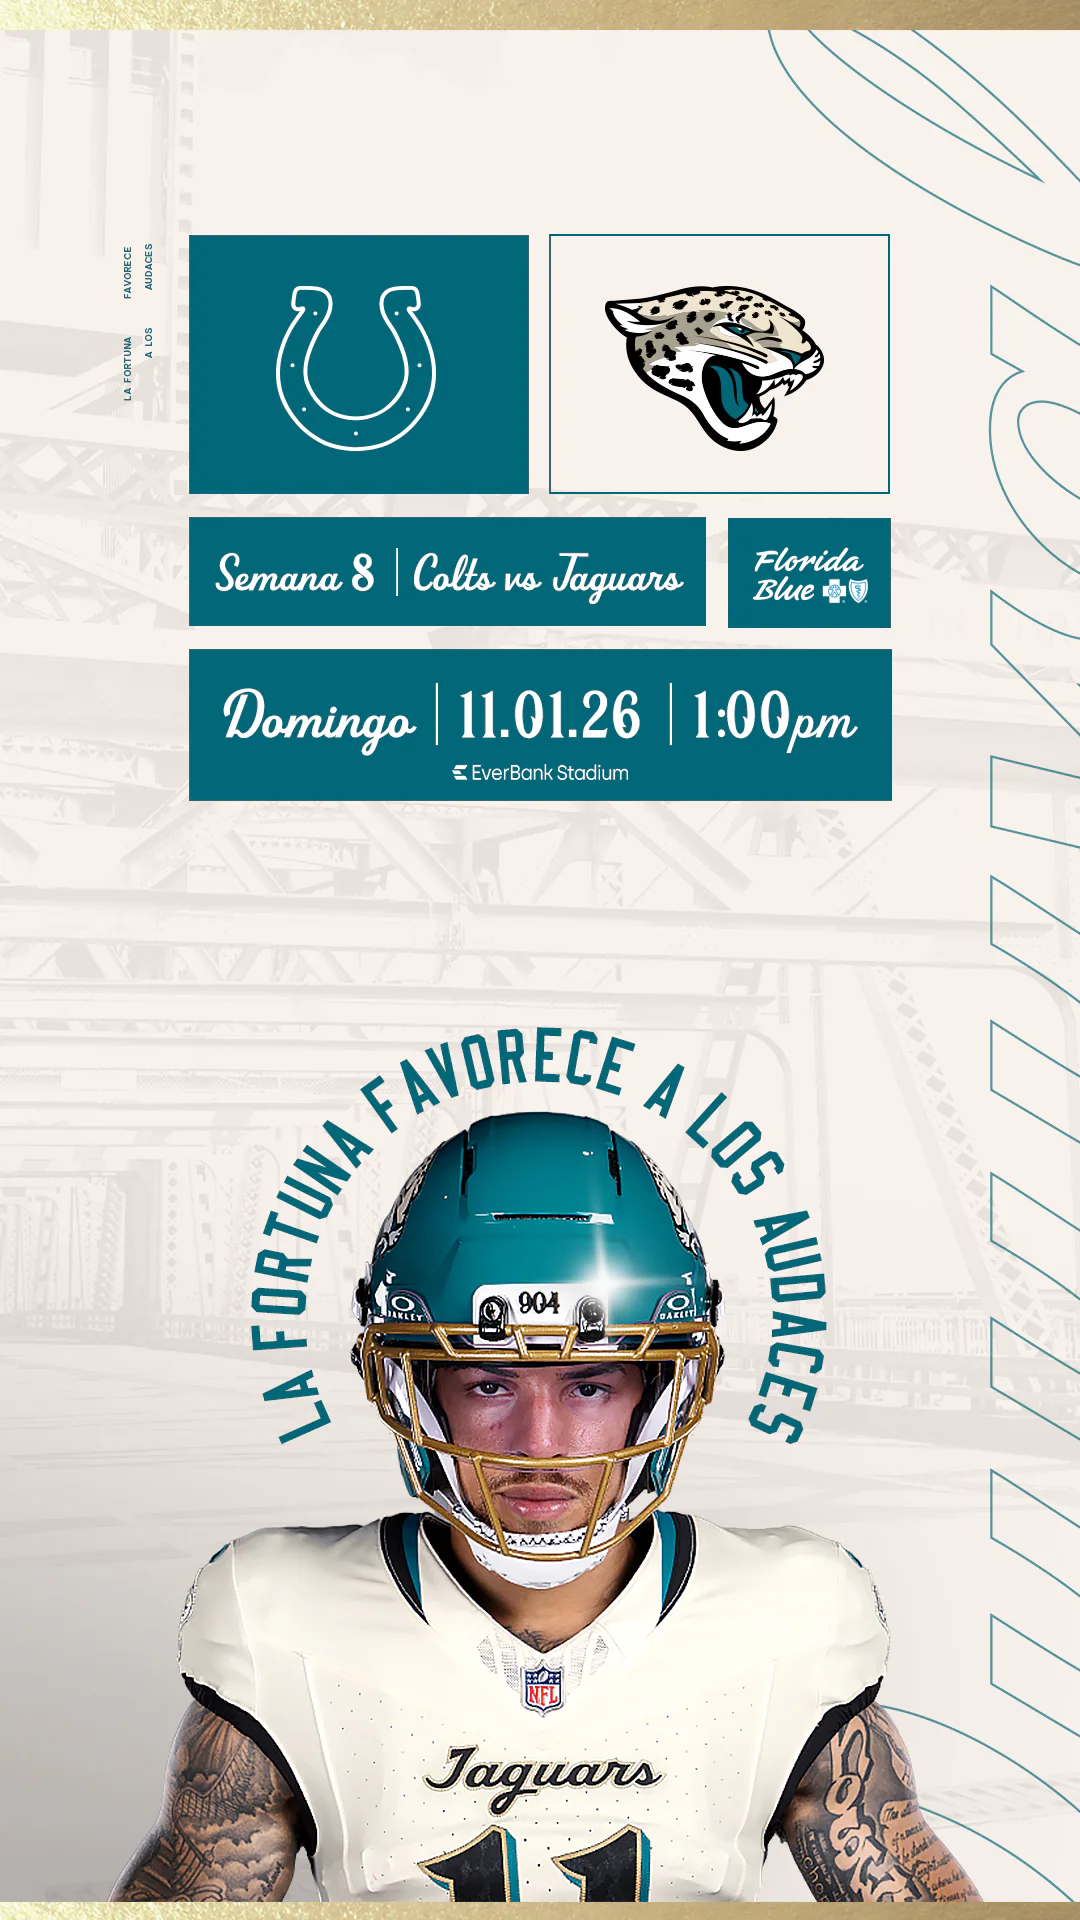 LA FORTUNA FAVORECE
A LOS AUDACES
Semana 8 | Colts vs Jaguars
Florida
Blue
Domingo | 11.01.26 | 1:00pm
EverBank Stadium
LA FORTUNA FAVORECE A LOS AUDACES
904
OAKLEY OAKLEY
NFL
Jaguars
11